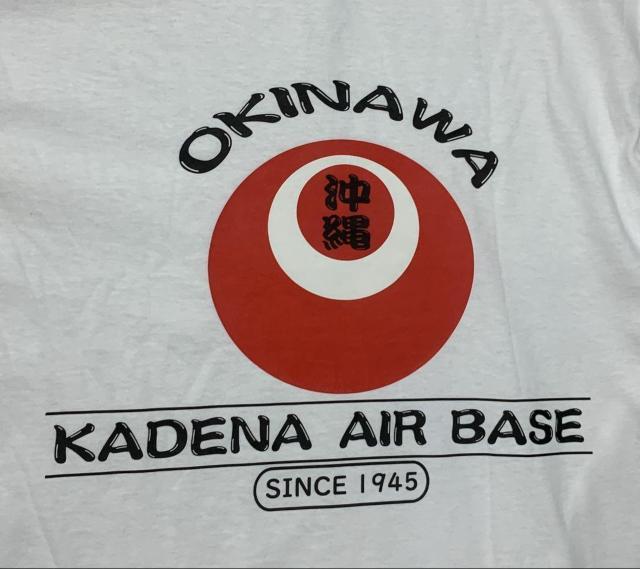 OKINAWA
沖
縄
KADENA AIR BASE
SINCE 1945